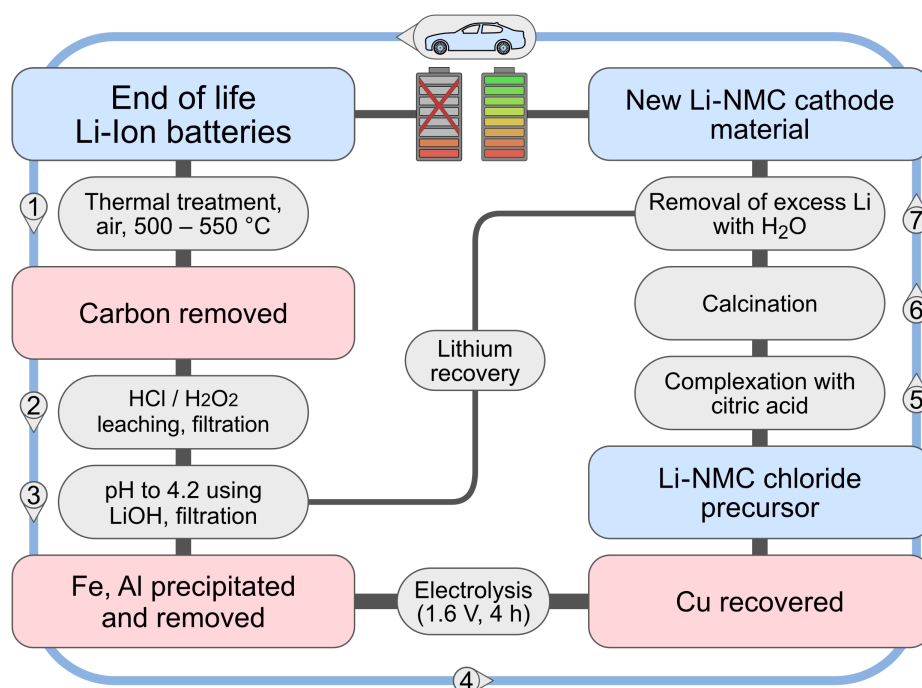 End of life
Li-Ion batteries
New Li-NMC cathode
material
1
Thermal treatment,
air, 500 – 550 °C
Carbon removed
2
HCl / H2O2
leaching, filtration
3
pH to 4.2 using
LiOH, filtration
Fe, Al precipitated
and removed
4
Electrolysis
(1.6 V, 4 h)
Cu recovered
Li-NMC chloride
precursor
5
Complexation with
citric acid
6
Calcination
7
Removal of excess Li
with H₂O
Lithium
recovery